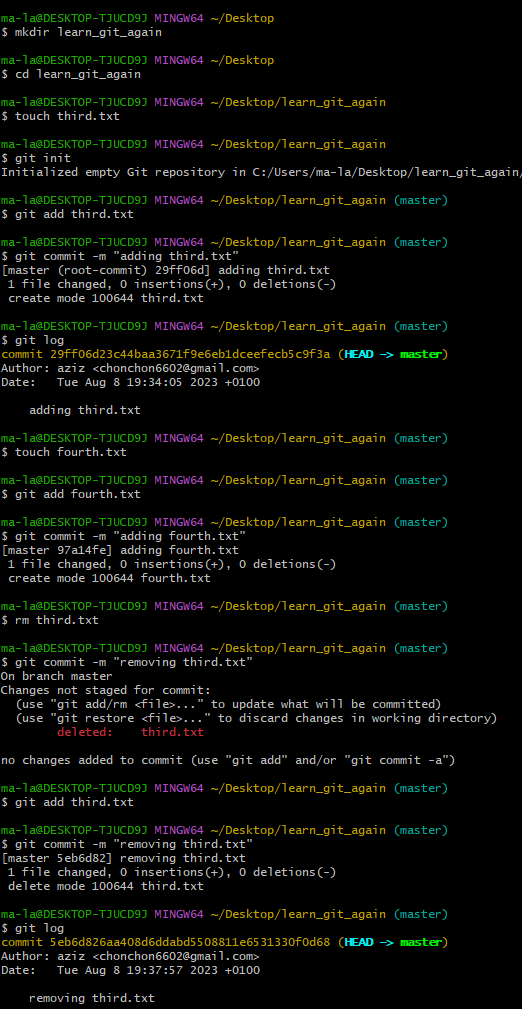 ma-la@DESKTOP-TJUCD9J MINGW64 ~/Desktop
$ mkdir learn_git_again
ma-la@DESKTOP-TJUCD9J MINGW64 ~/Desktop
$ cd learn_git_again
ma-la@DESKTOP-TJUCD9J MINGW64 ~/Desktop/learn_git_again
$ touch third.txt
ma-la@DESKTOP-TJUCD9J MINGW64 ~/Desktop/learn_git_again
$ git init
Initialized empty Git repository in C:/Users/ma-la/Desktop/learn_git_again/
ma-la@DESKTOP-TJUCD9J MINGW64 ~/Desktop/learn_git_again (master)
$ git add third.txt
ma-la@DESKTOP-TJUCD9J MINGW64 ~/Desktop/learn_git_again (master)
$ git commit -m "adding third.txt"
[master (root-commit) 29ff06d] adding third.txt
 1 file changed, 0 insertions(+), 0 deletions(-)
 create mode 100644 third.txt
ma-la@DESKTOP-TJUCD9J MINGW64 ~/Desktop/learn_git_again (master)
$ git log
commit 29ff06d23c44baa3671f9e6eb1dceefecb5c9f3a (HEAD -> master)
Author: aziz <chonchon6602@gmail.com>
Date:   Tue Aug 8 19:34:05 2023 +0100
    adding third.txt
ma-la@DESKTOP-TJUCD9J MINGW64 ~/Desktop/learn_git_again (master)
$ touch fourth.txt
ma-la@DESKTOP-TJUCD9J MINGW64 ~/Desktop/learn_git_again (master)
$ git add fourth.txt
ma-la@DESKTOP-TJUCD9J MINGW64 ~/Desktop/learn_git_again (master)
$ git commit -m "adding fourth.txt"
[master 97a14fe] adding fourth.txt
 1 file changed, 0 insertions(+), 0 deletions(-)
 create mode 100644 fourth.txt
ma-la@DESKTOP-TJUCD9J MINGW64 ~/Desktop/learn_git_again (master)
$ rm third.txt
ma-la@DESKTOP-TJUCD9J MINGW64 ~/Desktop/learn_git_again (master)
$ git commit -m "removing third.txt"
On branch master
Changes not staged for commit:
  (use "git add/rm <file>..." to update what will be committed)
  (use "git restore <file>..." to discard changes in working directory)
        deleted:    third.txt
no changes added to commit (use "git add" and/or "git commit -a")
ma-la@DESKTOP-TJUCD9J MINGW64 ~/Desktop/learn_git_again (master)
$ git add third.txt
ma-la@DESKTOP-TJUCD9J MINGW64 ~/Desktop/learn_git_again (master)
$ git commit -m "removing third.txt"
[master 5eb6d82] removing third.txt
 1 file changed, 0 insertions(+), 0 deletions(-)
 delete mode 100644 third.txt
ma-la@DESKTOP-TJUCD9J MINGW64 ~/Desktop/learn_git_again (master)
$ git log
commit 5eb6d826aa408d6ddabd5508811e6531330f0d68 (HEAD -> master)
Author: aziz <chonchon6602@gmail.com>
Date:   Tue Aug 8 19:37:57 2023 +0100
    removing third.txt